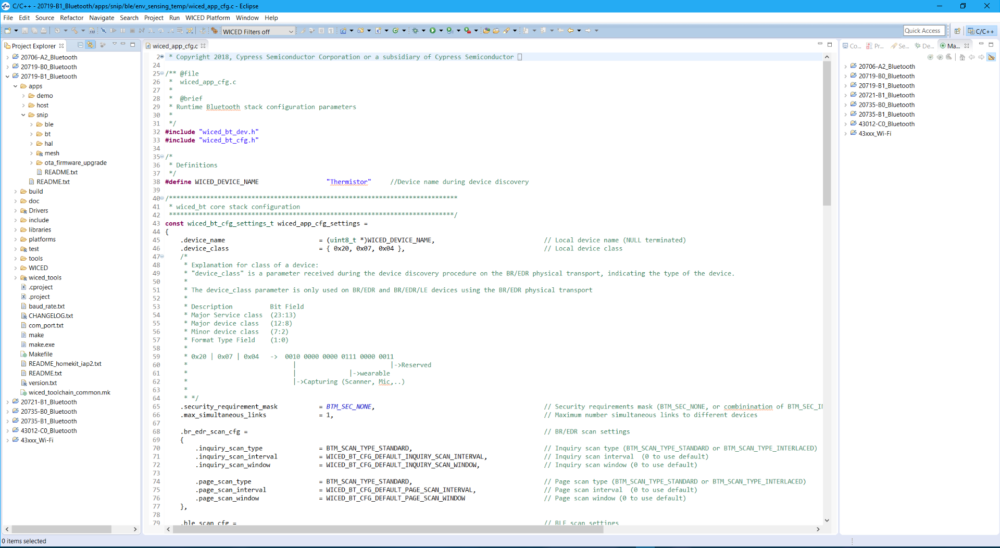 C/C++ - 20719-B1_Bluetooth/apps/snip/ble/env_sensing_temp/wiced_app_cfg.c - Eclipse
File Edit Source Refactor Navigate Search Project Run WICED Platform Window Help
WICED Filters off
Quick Access
C/C++
Project Explorer
20706-A2_Bluetooth
20719-B0_Bluetooth
20719-B1_Bluetooth
apps
demo
host
snip
ble
bt
hal
mesh
ota_firmware_upgrade
README.txt
README.txt
build
doc
Drivers
include
libraries
platforms
test
tools
WICED
wiced_tools
.cproject
.project
baud_rate.txt
CHANGELOG.txt
com_port.txt
make
make.exe
Makefile
README_homekit_iap2.txt
README.txt
version.txt
wiced_toolchain_common.mk
20721-B1_Bluetooth
20735-B0_Bluetooth
20735-B1_Bluetooth
43012-C0_Bluetooth
43xxx_Wi-Fi
wiced_app_cfg.c
2 * Copyright 2018, Cypress Semiconductor Corporation or a subsidiary of Cypress Semiconductor
24
25 /** @file
26 * wiced_app_cfg.c
27 *
28 * @brief
29 * Runtime Bluetooth stack configuration parameters
30 *
31 */
32 #include "wiced_bt_dev.h"
33 #include "wiced_bt_cfg.h"
34
35 /*
36 * Definitions
37 */
38 #define WICED_DEVICE_NAME "Thermistor" //Device name during device discovery
39
40 /*****************************************************************************
41 * wiced_bt core stack configuration
42 ****************************************************************************/
43 const wiced_bt_cfg_settings_t wiced_app_cfg_settings =
44 {
45 .device_name = (uint8_t *)WICED_DEVICE_NAME, // Local device name (NULL terminated)
46 .device_class = { 0x20, 0x07, 0x04 }, // Local device class
47 /*
48 * Explanation for class of a device:
49 * "device_class" is a parameter received during the device discovery procedure on the BR/EDR physical transport, indicating the type of the device.
50 *
51 * The device_class parameter is only used on BR/EDR and BR/EDR/LE devices using the BR/EDR physical transport
52 *
53 * Description Bit Field
54 * Major Service class (23:13)
55 * Major device class (12:8)
56 * Minor device class (7:2)
57 * Format Type Field (1:0)
58 *
59 * 0x20 | 0x07 | 0x04 -> 0010 0000 0000 0111 0000 0011
60 * | |->Reserved
61 * | |->wearable
62 * |->Capturing (Scanner, Mic,..)
63 *
64 * */
65 .security_requirement_mask = BTM_SEC_NONE, // Security requirements mask (BTM_SEC_NONE, or combinination of BTM_SEC_I
66 .max_simultaneous_links = 1, // Maximum number simultaneous links to different devices
67
68 .br_edr_scan_cfg = // BR/EDR scan settings
69 {
70 .inquiry_scan_type = BTM_SCAN_TYPE_STANDARD, // Inquiry scan type (BTM_SCAN_TYPE_STANDARD or BTM_SCAN_TYPE_INTERLACED)
71 .inquiry_scan_interval = WICED_BT_CFG_DEFAULT_INQUIRY_SCAN_INTERVAL, // Inquiry scan interval (0 to use default)
72 .inquiry_scan_window = WICED_BT_CFG_DEFAULT_INQUIRY_SCAN_WINDOW, // Inquiry scan window (0 to use default)
73
74 .page_scan_type = BTM_SCAN_TYPE_STANDARD, // Page scan type (BTM_SCAN_TYPE_STANDARD or BTM_SCAN_TYPE_INTERLACED)
75 .page_scan_interval = WICED_BT_CFG_DEFAULT_PAGE_SCAN_INTERVAL, // Page scan interval (0 to use default)
76 .page_scan_window = WICED_BT_CFG_DEFAULT_PAGE_SCAN_WINDOW // Page scan window (0 to use default)
77 },
78
79 .ble_scan_cfg = // BLE scan settings
Co... Pr... Se... De... Ma...
20706-A2_Bluetooth
20719-B0_Bluetooth
20719-B1_Bluetooth
20721-B1_Bluetooth
20735-B0_Bluetooth
20735-B1_Bluetooth
43012-C0_Bluetooth
43xxx_Wi-Fi
0 items selected